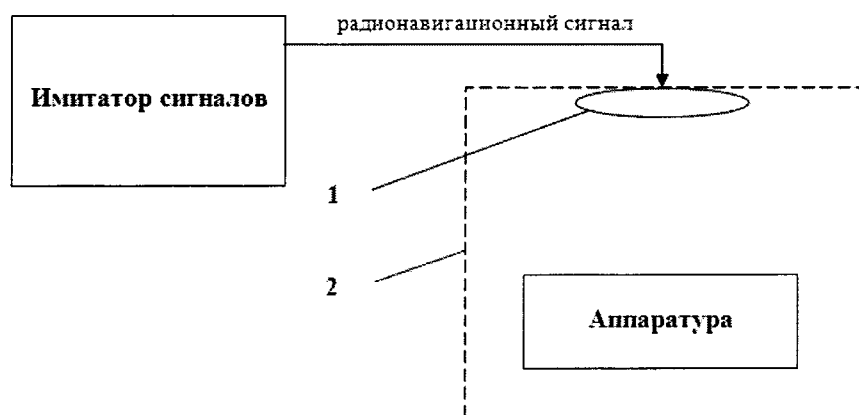 радионавигационный сигнал
Имитатор сигналов
1
2
Аппаратура